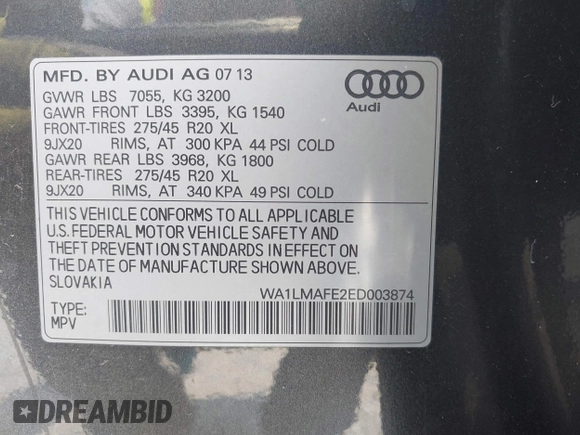 MFD. BY AUDI AG 07 13
GVWR LBS 7055, KG 3200
GAWR FRONT LBS 3395, KG 1540
FRONT-TIRES 275/45 R20 XL
9JX20 RIMS, AT 300 KPA 44 PSI COLD
GAWR REAR LBS 3968, KG 1800
REAR-TIRES 275/45 R20 XL
9JX20 RIMS, AT 340 KPA 49 PSI COLD
Audi
THIS VEHICLE CONFORMS TO ALL APPLICABLE
U.S. FEDERAL MOTOR VEHICLE SAFETY AND
THEFT PREVENTION STANDARDS IN EFFECT ON
THE DATE OF MANUFACTURE SHOWN ABOVE.
SLOVAKIA
WA1LMAFE2ED003874
TYPE:
MPV
DREAMBID